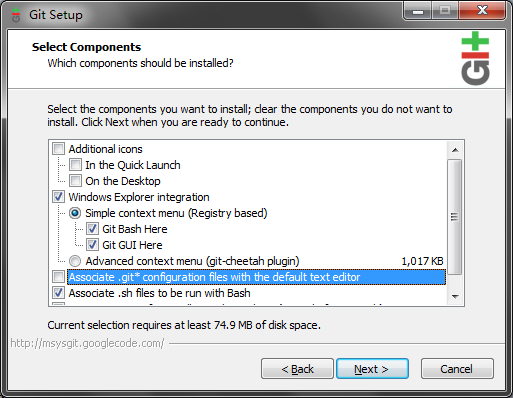 Git Setup
Select Components
Which components should be installed?
GIt
Select the components you want to install; clear the components you do not want to
install. Click Next when you are ready to continue.
Additional icons
In the Quick Launch
On the Desktop
Windows Explorer integration
Simple context menu (Registry based)
Git Bash Here
Git GUI Here
Advanced context menu (git-cheetah plugin) 1,017 KB
Associate .git* configuration files with the default text editor
Associate .sh files to be run with Bash
Current selection requires at least 74.9 MB of disk space.
http://msysgit.googlecode.com/
< Back
Next >
Cancel